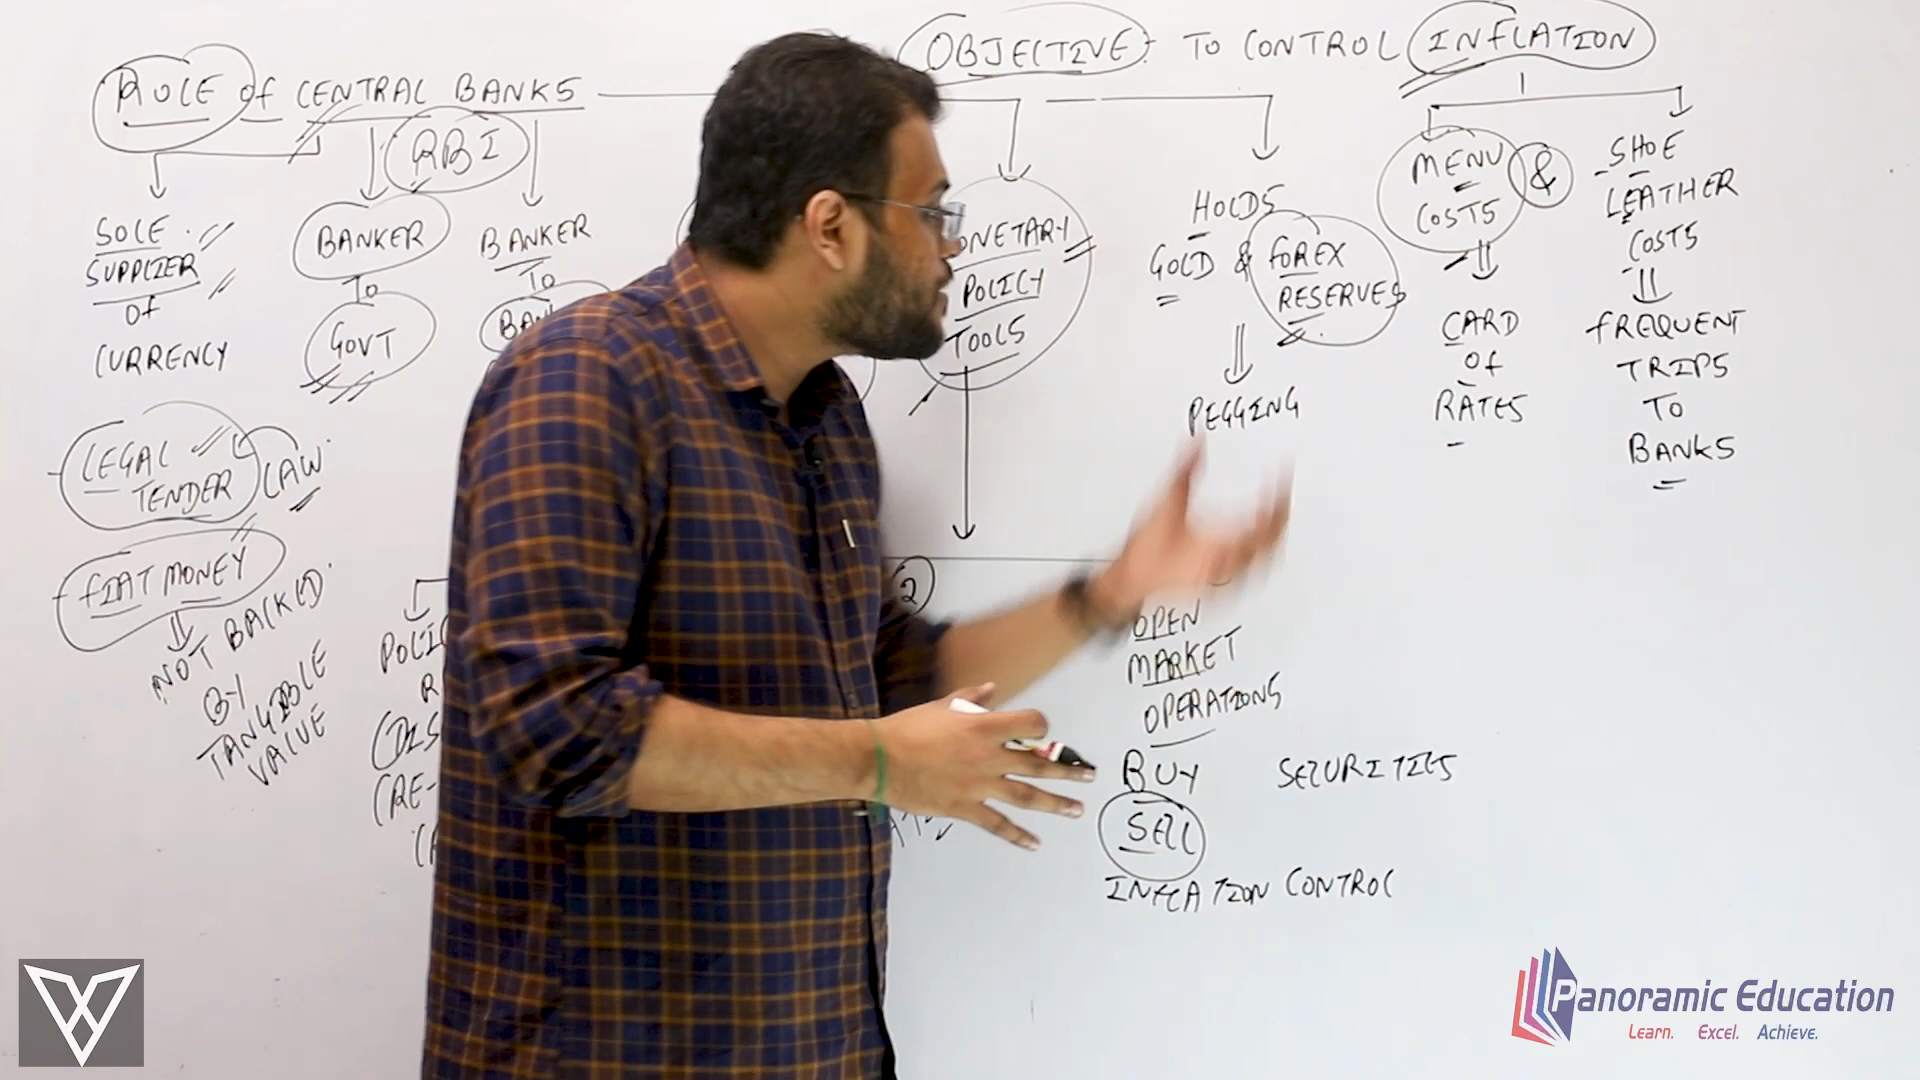 ROLE of CENTRAL BANKS
OBJECTIVE - TO CONTROL INFLATION
RBI
SOLE
SUPPLIER
Of
CURRENCY
BANKER
To
GOVT
BANKER
To
MONETARY
POLICY
TOOLS
HOLDS
GOLD & FOREX
RESERVES
PEGGING
MENU
COSTS
&
SHOE
LEATHER
COSTS
CARD
Of
RATES
FREQUENT
TRIPS
TO
BANKS
LEGAL
TENDER
LAW
FIAT MONEY
NOT BACKED
BY
TANGIBLE
VALUE
2
OPEN
MARKET
OPERATIONS
BUY SECURITIES
SELL
INFLATION CONTROL
Panoramic Education
Learn. Excel. Achieve.